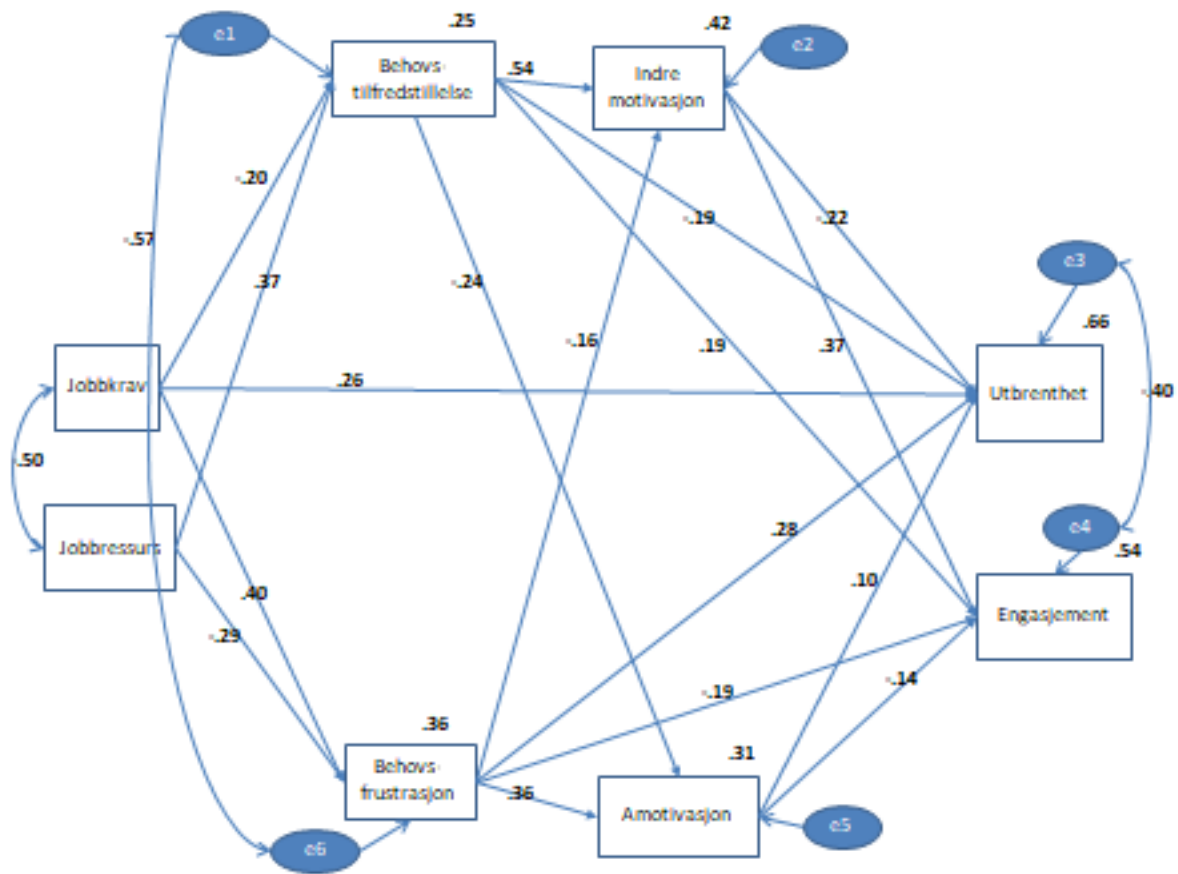 .25
.42
e1
e2
Behovs-
tilfredstillelse
.54
Indre
motivasjon
-.20
-.57
-.19
-.22
e3
.37
-.24
.66
-.16
.19
.37
Jobbkrav
.26
Utbrenthet
-.40
-.50
Jobbressurs
.28
e4
.54
.40
.10
-.29
Engasjement
-.19
-.14
.36
.31
Behovs-
frustrasjon
.36
Amotivasjon
e5
e6